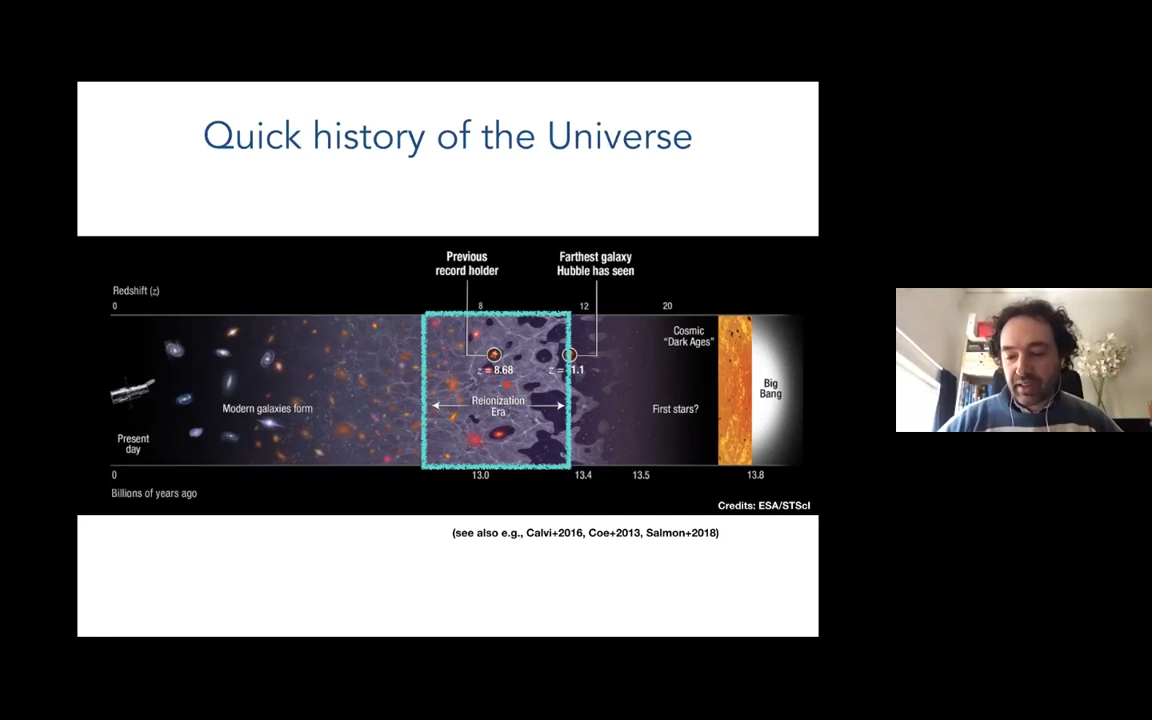 Quick history of the Universe
Previous
record holder
Farthest galaxy
Hubble has seen
Redshift (z)
0
8
12
20
Cosmic
"Dark Ages"
z = 8.68
z = 1.1
Big
Bang
Reionization
Era
Modern galaxies form
First stars?
Present
day
0
13.0
13.4
13.5
13.8
Billions of years ago
Credits: ESA/STScI
(see also e.g., Calvi+2016, Coe+2013, Salmon+2018)